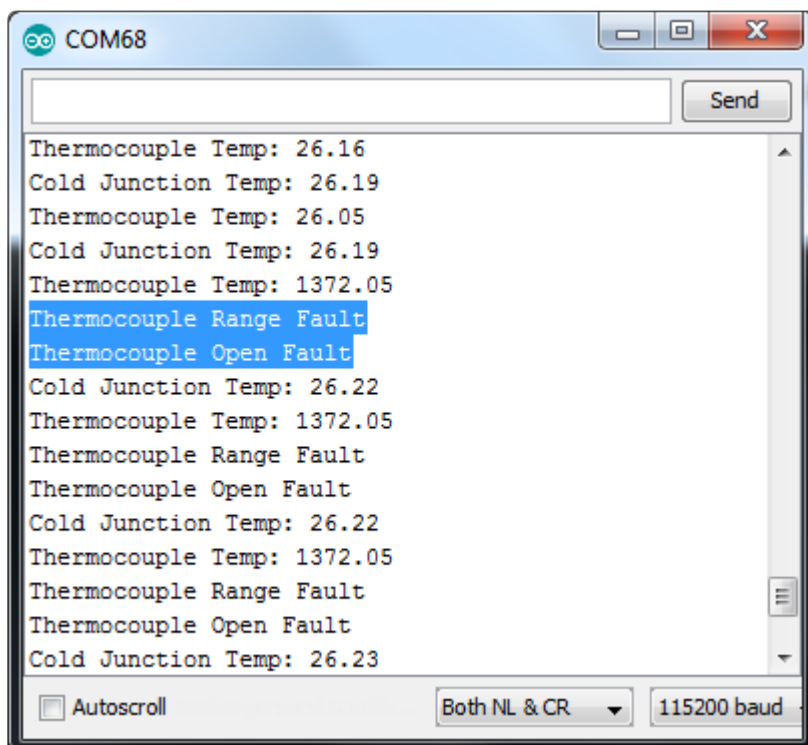 COM68
Send
Thermocouple Temp: 26.16
Cold Junction Temp: 26.19
Thermocouple Temp: 26.05
Cold Junction Temp: 26.19
Thermocouple Temp: 1372.05
Thermocouple Range Fault
Thermocouple Open Fault
Cold Junction Temp: 26.22
Thermocouple Temp: 1372.05
Thermocouple Range Fault
Thermocouple Open Fault
Cold Junction Temp: 26.22
Thermocouple Temp: 1372.05
Thermocouple Range Fault
Thermocouple Open Fault
Cold Junction Temp: 26.23
Autoscroll Both NL & CR 115200 baud